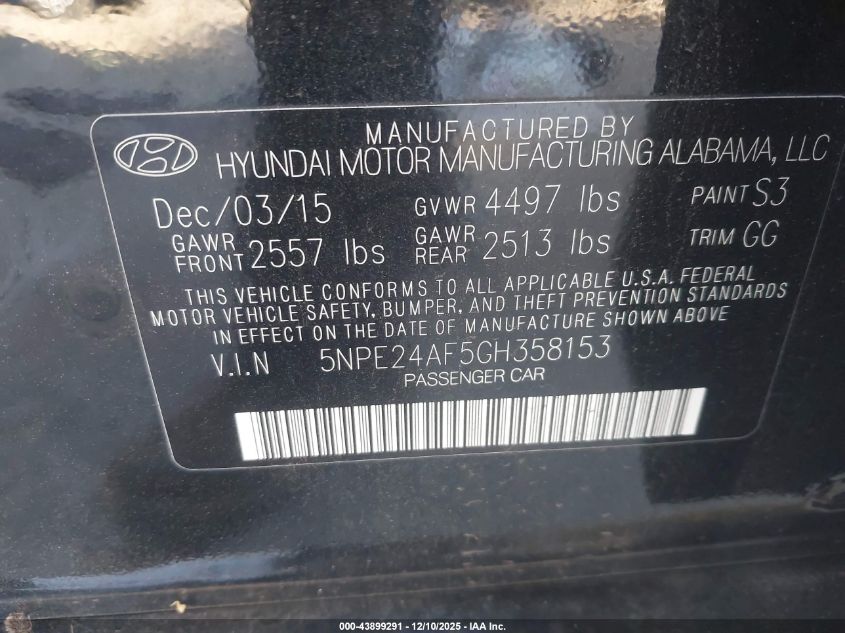 MANUFACTURED BY
HYUNDAI MOTOR MANUFACTURING ALABAMA, LLC
Dec/03/15 GVWR 4497 lbs PAINT S3
GAWR FRONT 2557 lbs GAWR REAR 2513 lbs TRIM GG
THIS VEHICLE CONFORMS TO ALL APPLICABLE U.S.A. FEDERAL
MOTOR VEHICLE SAFETY, BUMPER, AND THEFT PREVENTION STANDARDS
IN EFFECT ON THE DATE OF MANUFACTURE SHOWN ABOVE
V.I.N 5NPE24AF5GH358153
PASSENGER CAR
000-43899291 - 12/10/2025 - IAA Inc.